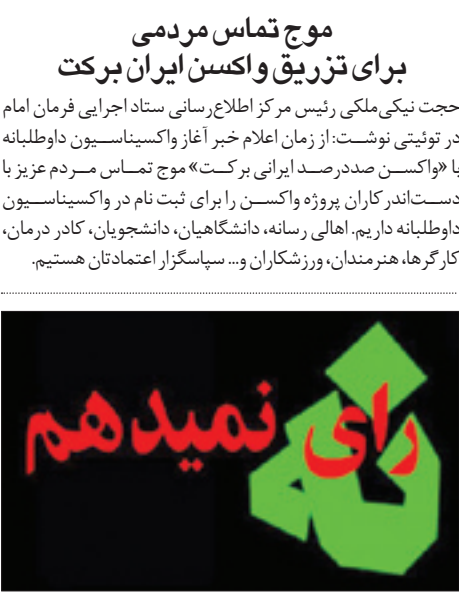 موج تماس مردمی
برای تزریق واکسن ایران برکت
حجت نیکی‌ملکی رئیس مرکز اطلاع‌رسانی ستاد اجرایی فرمان امام
در توئیتی نوشت: از زمان اعلام خبر آغاز واکسیناسیون داوطلبانه
با «واکسن صددرصد ایرانی برکت» موج تماس مردم عزیز با
دست‌اندرکاران پروژه واکسن را برای ثبت نام در واکسیناسیون
داوطلبانه داریم. اهالی رسانه، دانشگاهیان، دانشجویان، کادر درمان،
کارگرها، هنرمندان، ورزشکاران و... سپاسگزار اعتمادتان هستیم.
نه
رای نمیدهم